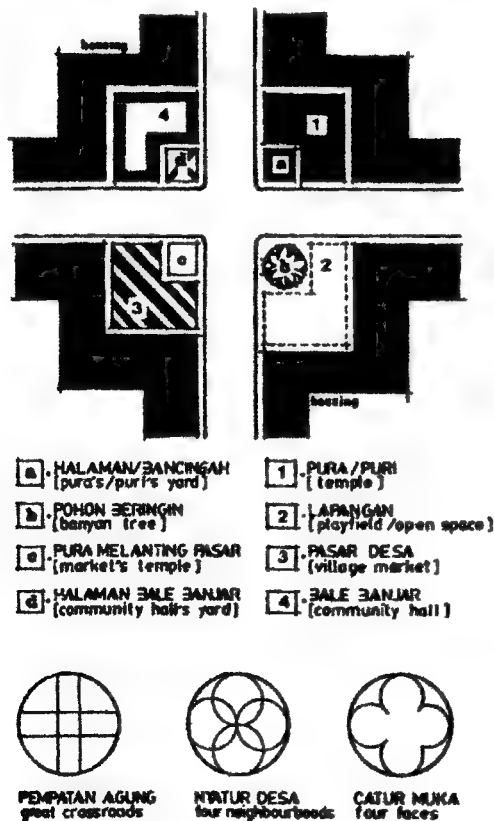 housing
4
1
d
a
c
b
2
3
housing
a. HALAMAN/BANCINGAH
[pura's/puri's yard]
b. POHON BERINGIN
[banyan tree]
c. PURA MELANTING PASAR
[market's temple]
d. HALAMAN BALE BANJAR
[community hall's yard]
1. PURA/PURI
[temple]
2. LAPANGAN
[playfield/open space]
3. PASAR DESA
[village market]
4. BALE BANJAR
[community hall]
PEMPATAN AGUNG
great crossroads
NYATUR DESA
four neighbourhoods
CATUR MUKA
four faces